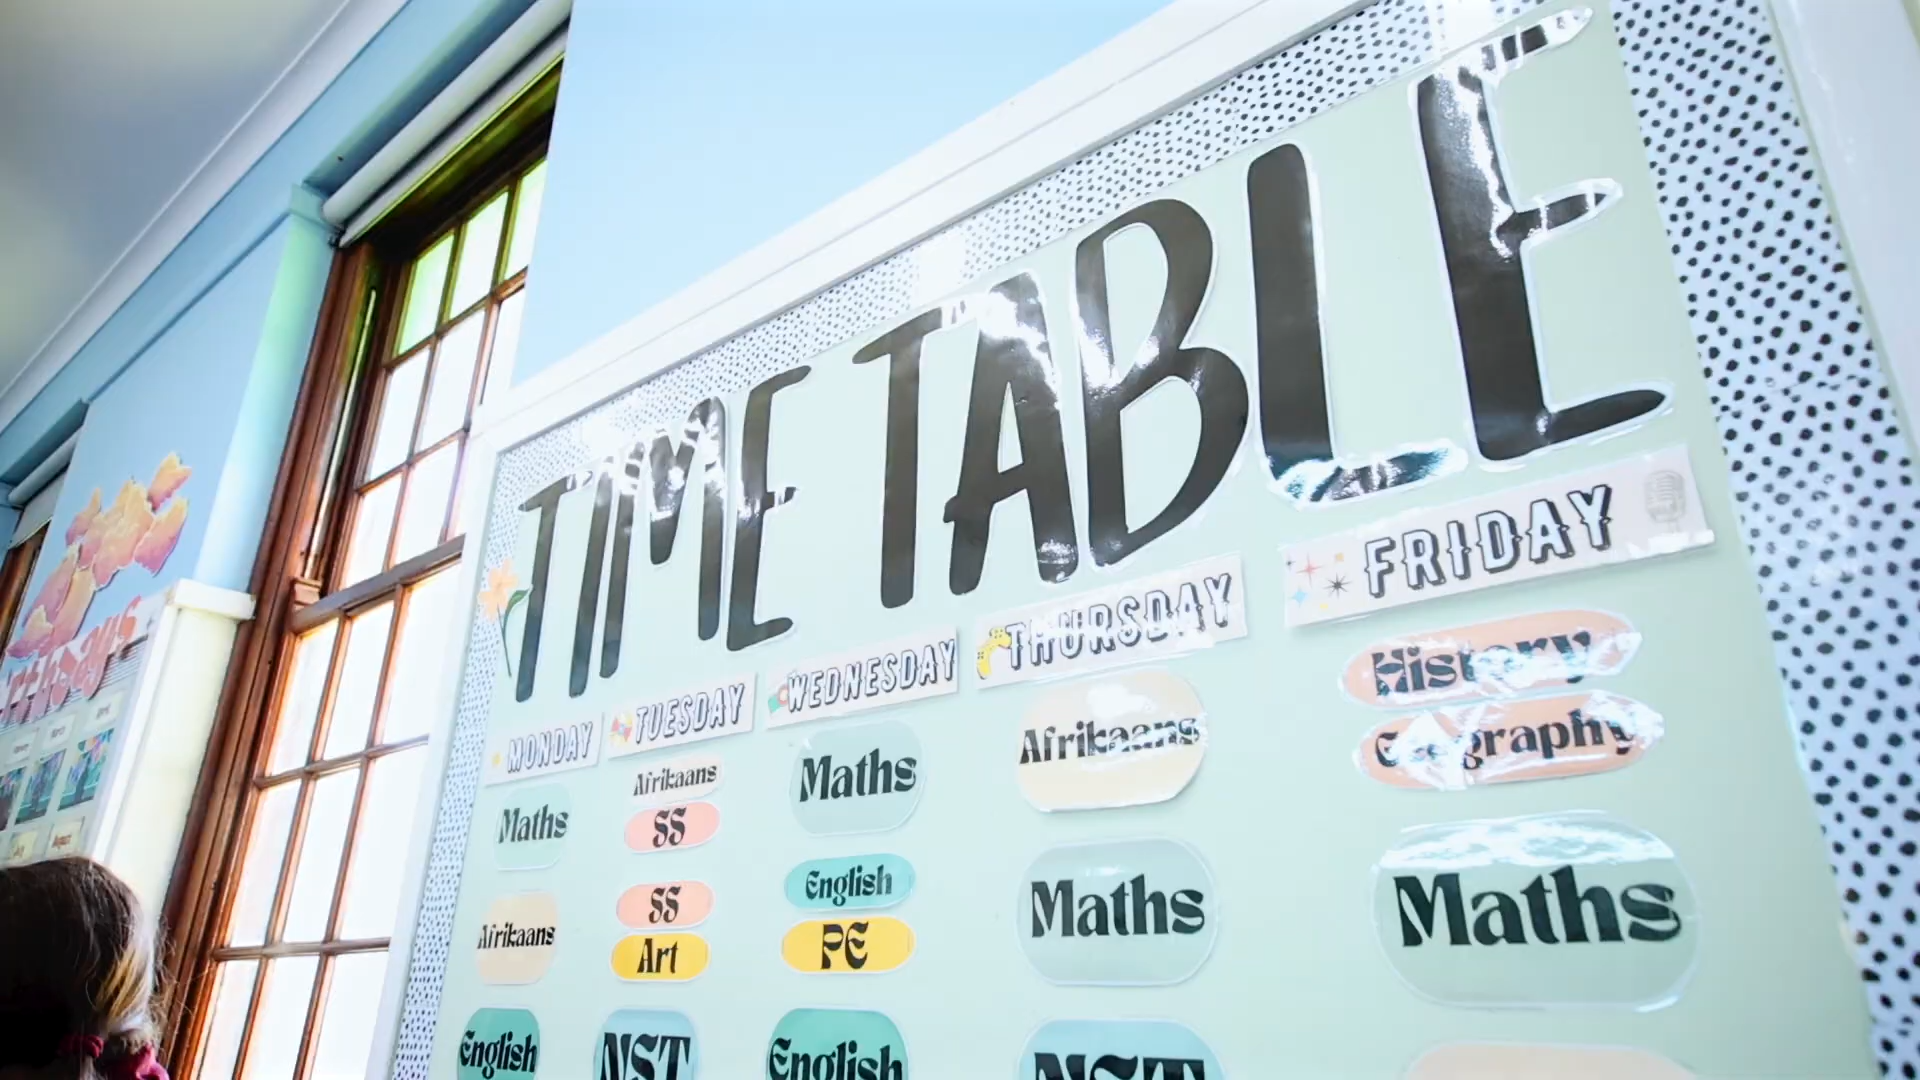 TIME TABLE
MONDAY
Maths
Afrikaans
English
TUESDAY
Afrikaans
SS
SS
Art
NST
WEDNESDAY
Maths
English
PE
English
THURSDAY
Afrikaans
Maths
NST
FRIDAY
History
Geography
Maths